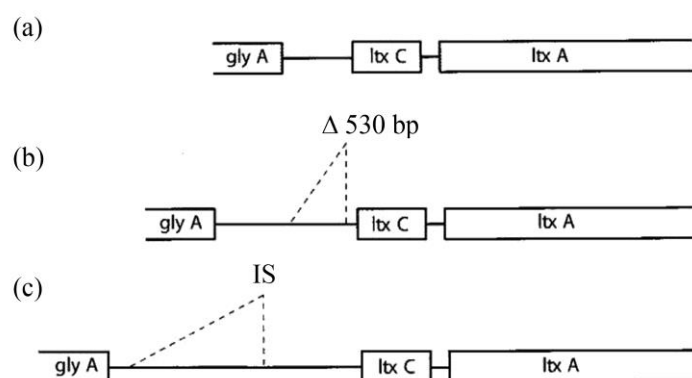 (a)
gly A ltx C ltx A
Δ 530 bp
(b)
gly A ltx C ltx A
IS
(c)
gly A ltx C ltx A